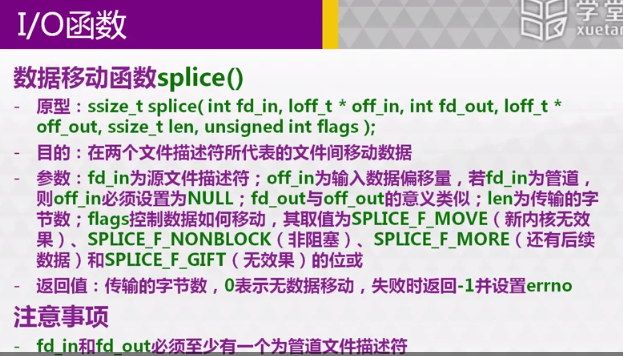 I/O函数
学堂
xuetan
数据移动函数splice()
- 原型：ssize_t splice( int fd_in, loff_t * off_in, int fd_out, loff_t *
off_out, ssize_t len, unsigned int flags );
- 目的：在两个文件描述符所代表的文件间移动数据
- 参数：fd_in为源文件描述符；off_in为输入数据偏移量，若fd_in为管道，
则off_in必须设置为NULL；fd_out与off_out的意义类似；len为传输的字
节数；flags控制数据如何移动，其取值为SPLICE_F_MOVE（新内核无效
果）、SPLICE_F_NONBLOCK（非阻塞）、SPLICE_F_MORE（还有后续
数据）和SPLICE_F_GIFT（无效果）的位或
- 返回值：传输的字节数，0表示无数据移动，失败时返回-1并设置errno
注意事项
- fd_in和fd_out必须至少有一个为管道文件描述符